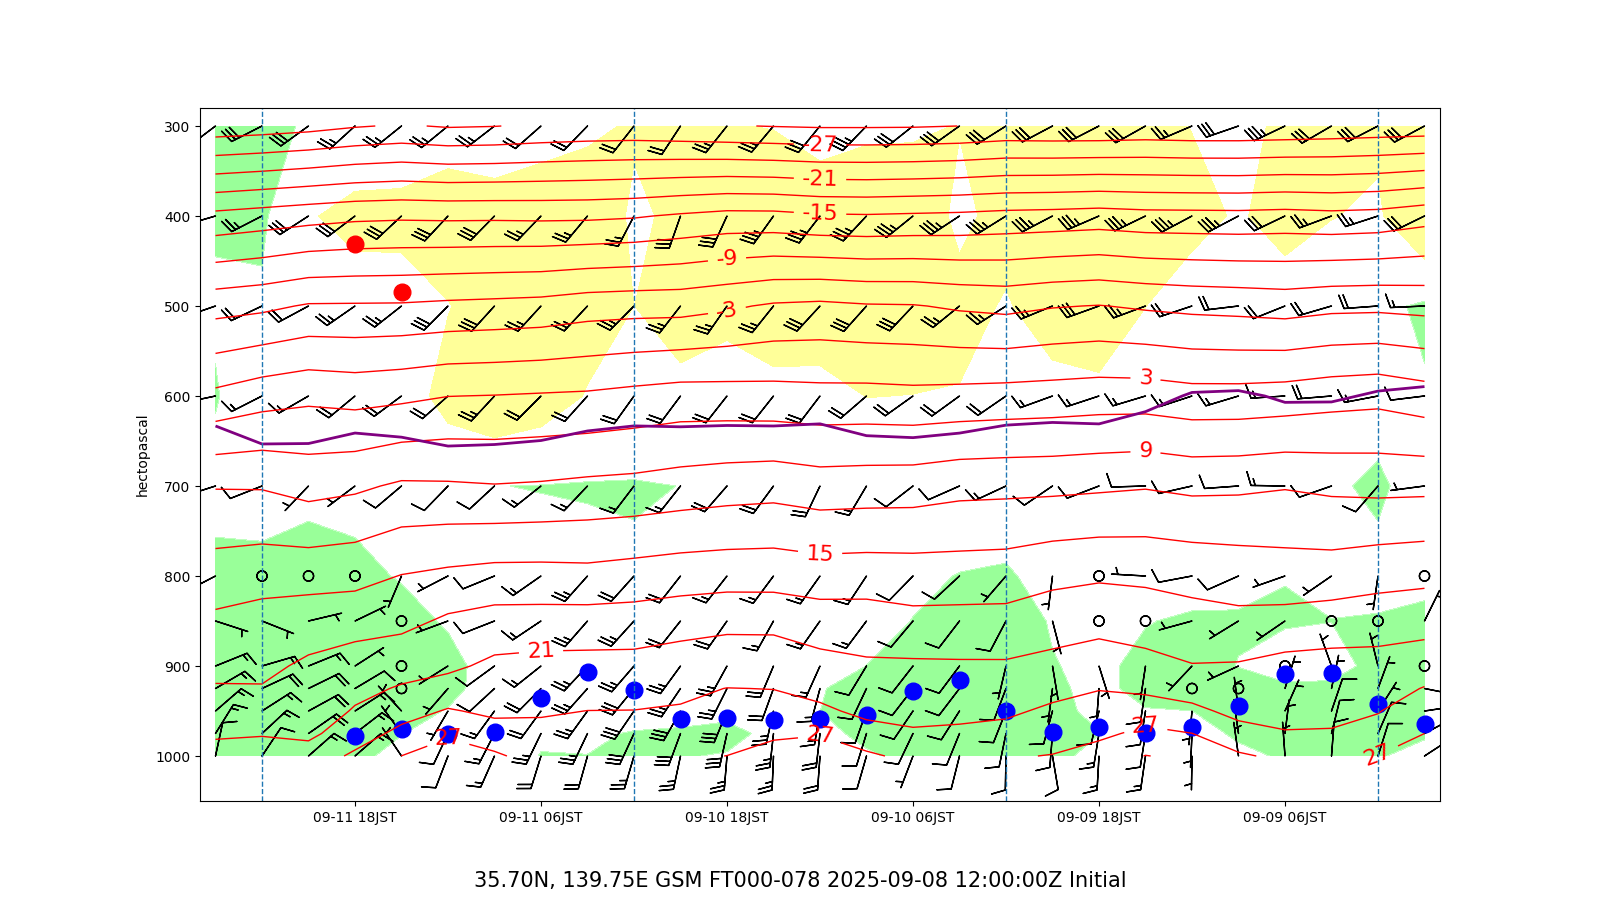 300
400
500
600
700
800
900
1000
hectopascal
-27
-21
-15
-9
-3
3
9
15
21
27
27
27
27
09-11 18JST
09-11 06JST
09-10 18JST
09-10 06JST
09-09 18JST
09-09 06JST
35.70N, 139.75E GSM FT000-078 2025-09-08 12:00:00Z Initial